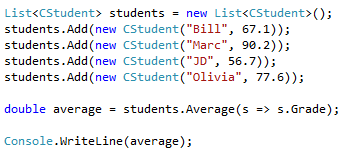 List<CStudent> students = new List<CStudent>();
students.Add(new CStudent("Bill", 67.1));
students.Add(new CStudent("Marc", 90.2));
students.Add(new CStudent("JD", 56.7));
students.Add(new CStudent("Olivia", 77.6));
double average = students.Average(s => s.Grade);
Console.WriteLine(average);